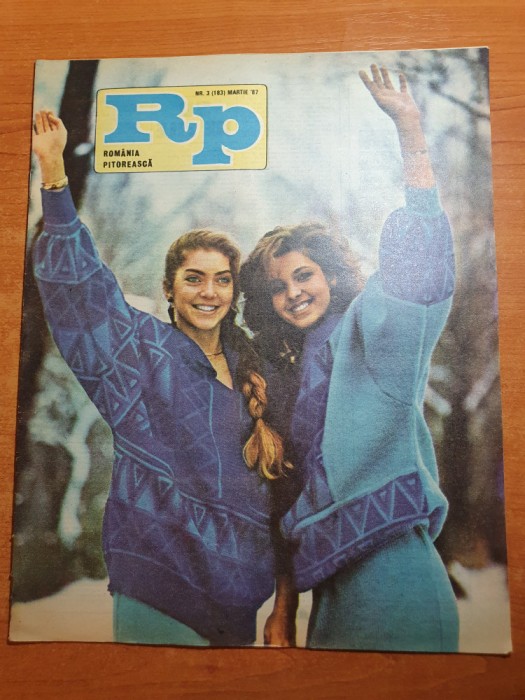 NR. 3 (183) MARTIE '87
Rp
ROMÂNIA
PITOREASCĂ